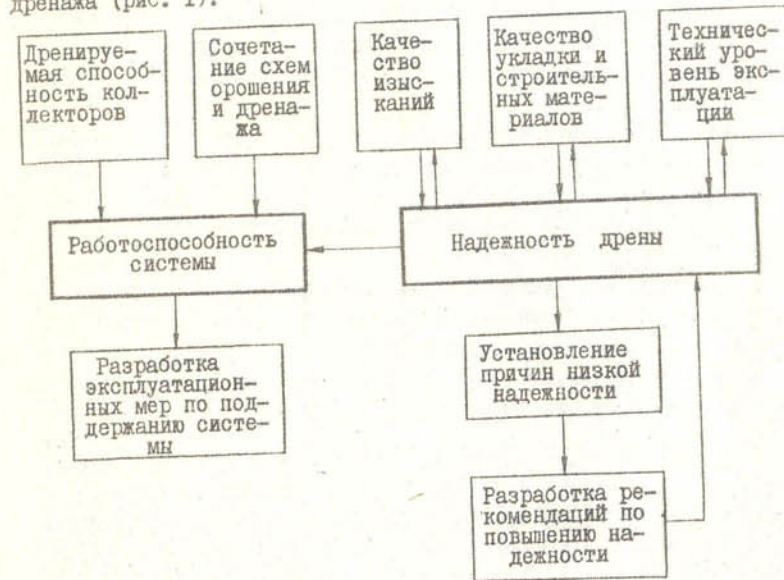 дренажа (рис. 1).
Дренируе-
мая способ-
ность кол-
лекторов
Сочета-
ние схем
орошения
и дрена-
жа
Каче-
ство
изыс-
каний
Качество
укладки и
строитель-
ных мате-
риалов
Техничес-
кий уро-
вень экс-
плуата-
ции
Работоспособность
системы
Надежность дрены
Разработка
эксплуатацион-
ных мер по под-
держанию систе-
мы
Установление
причин низкой
надежности
Разработка ре-
комендаций по
повышению на-
дежности